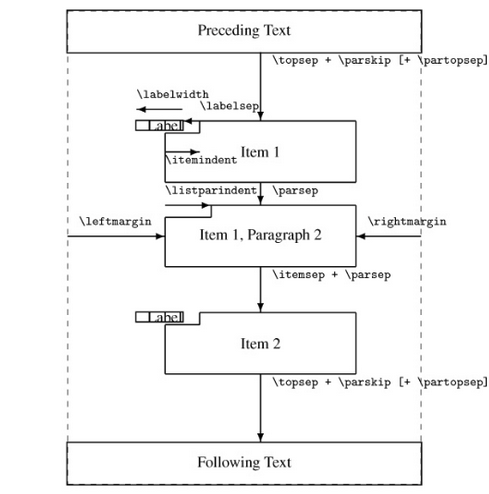 Preceding Text
\topsep + \parskip [+ \partopsep]
\labelwidth
\labelsep
Label
Item 1
\itemindent
\listparindent \parsep
\leftmargin
Item 1, Paragraph 2
\rightmargin
\itemsep + \parsep
Label
Item 2
\topsep + \parskip [+ \partopsep]
Following Text